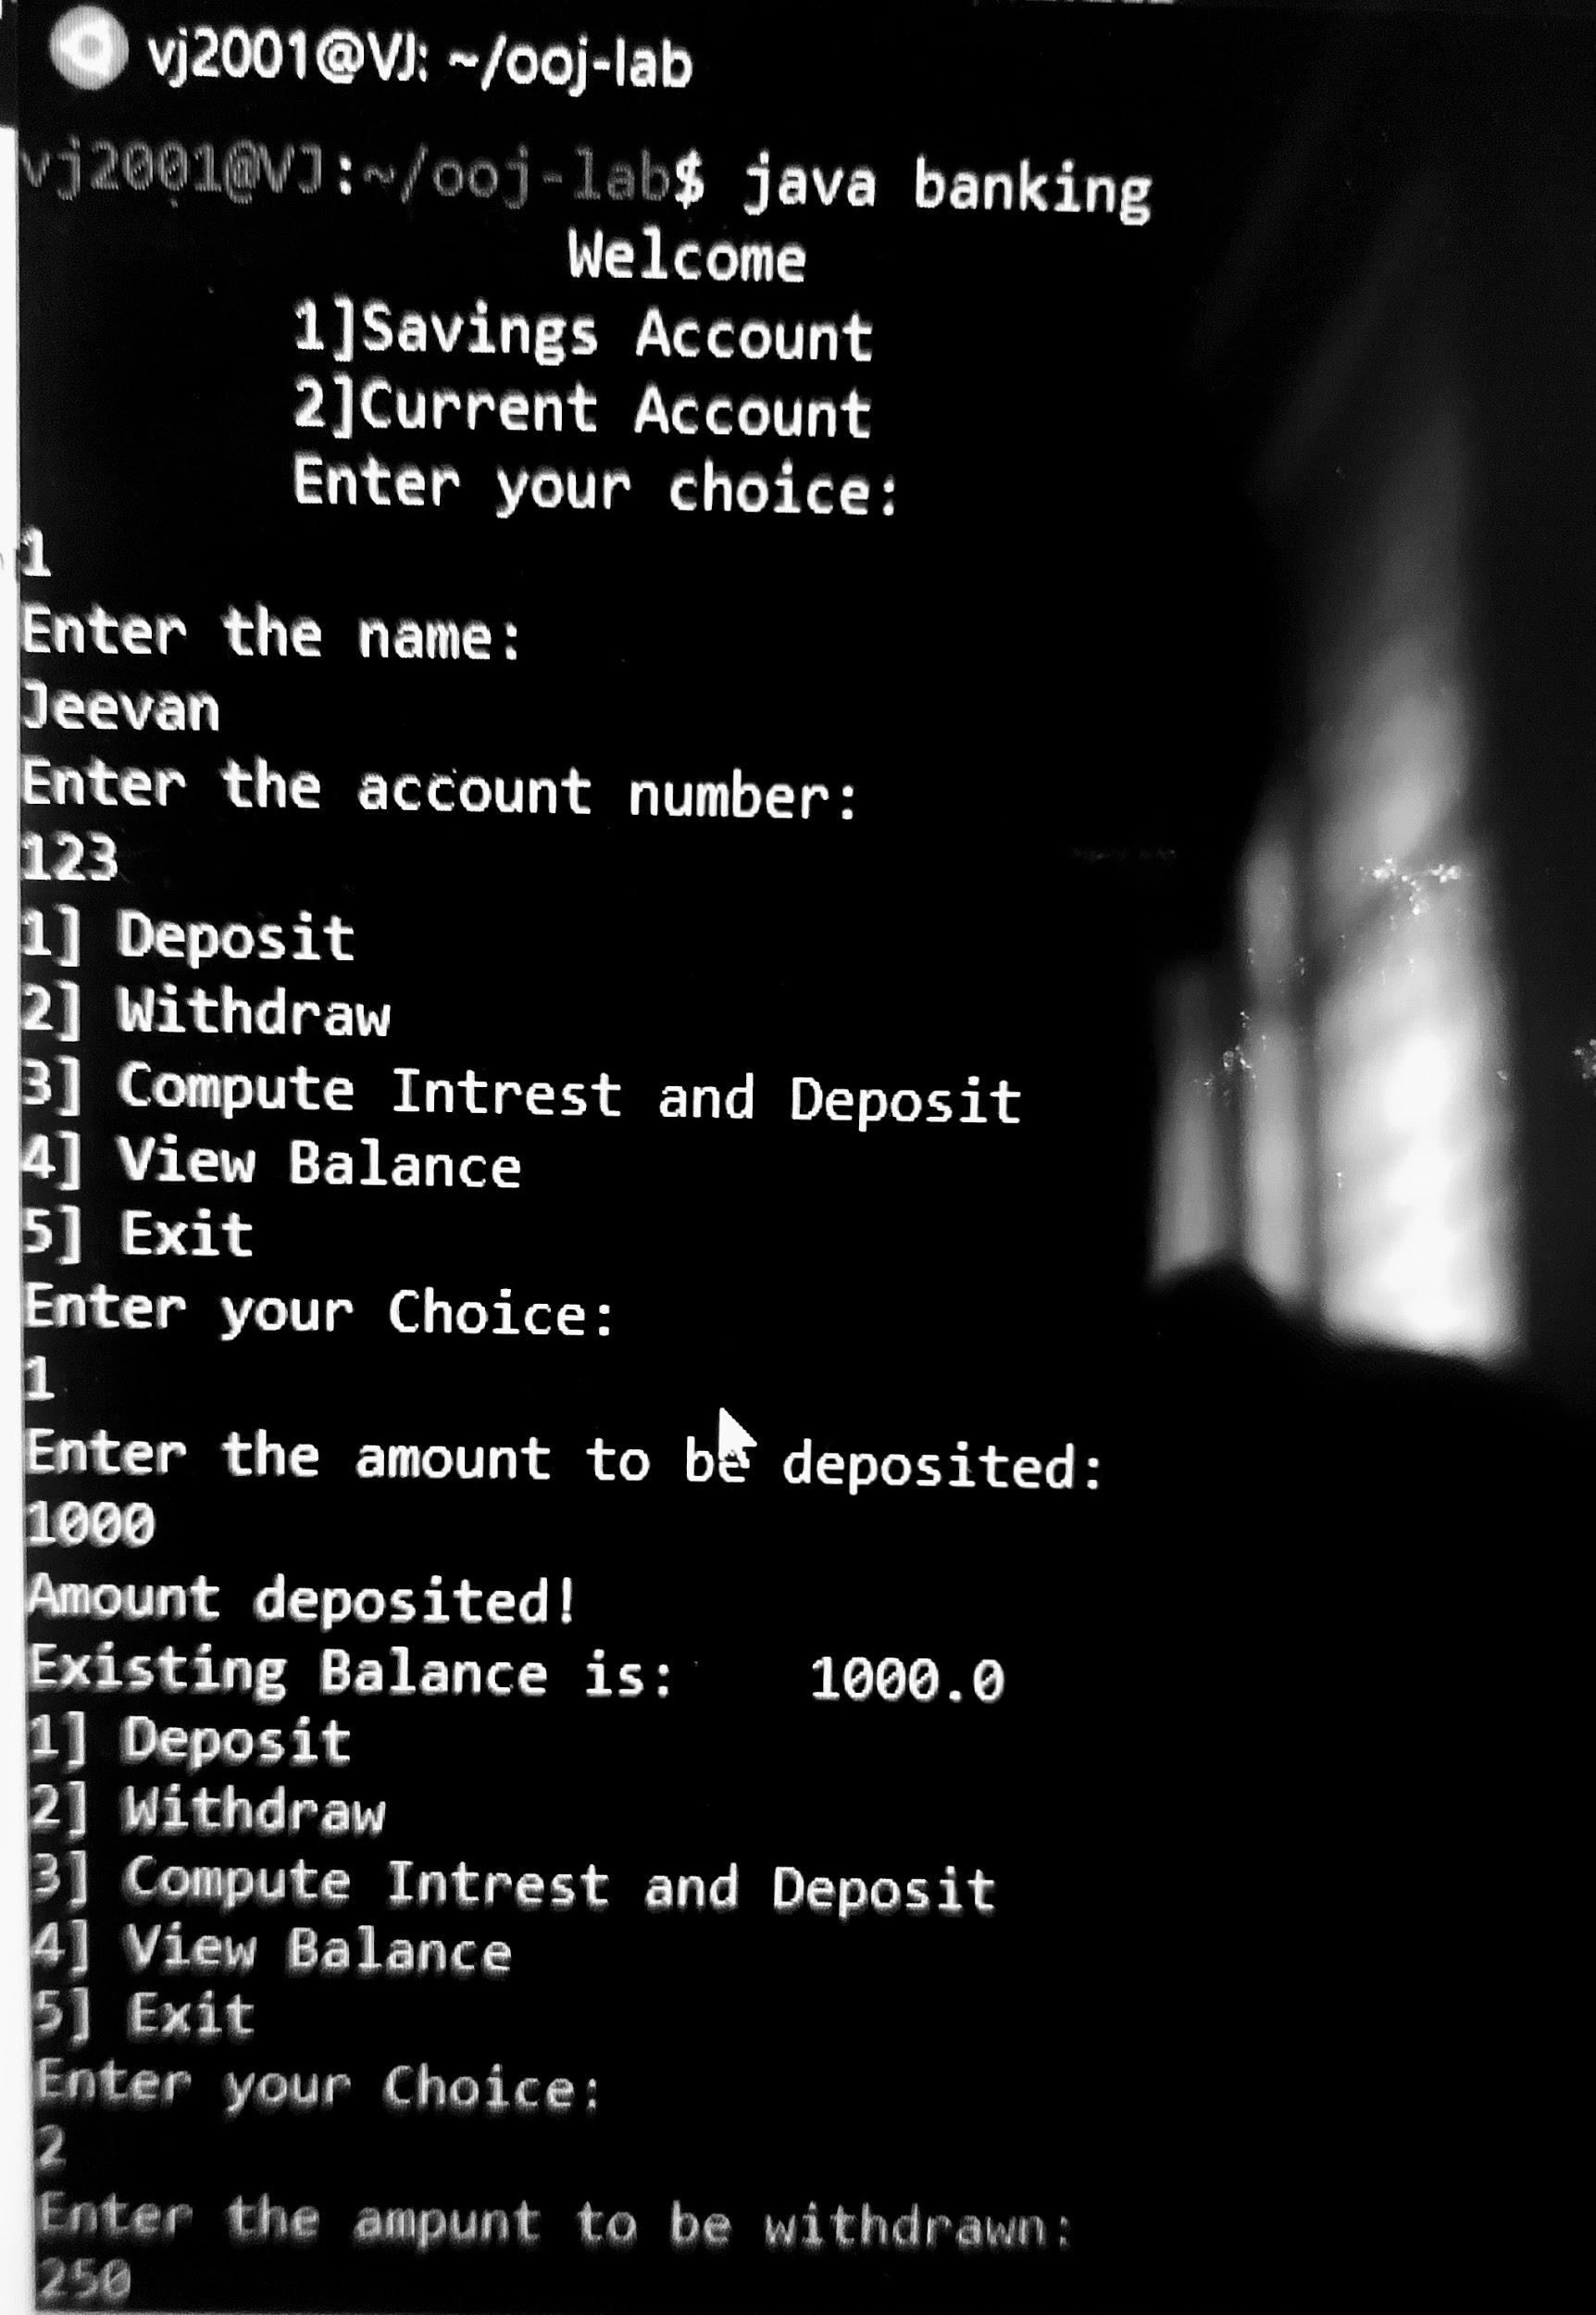 vj2001@VJ: ~/ooj-lab
vj2001@VJ:~/ooj-lab$ java banking
Welcome
1]Savings Account
2]Current Account
Enter your choice:
1
Enter the name:
Jeevan
Enter the account number:
123
1] Deposit
2] Withdraw
3] Compute Intrest and Deposit
4] View Balance
5] Exit
Enter your Choice:
1
Enter the amount to be deposited:
1000
Amount deposited!
Existing Balance is: 1000.0
1] Deposit
2] Withdraw
3] Compute Intrest and Deposit
4] View Balance
5] Exit
Enter your Choice:
2
Enter the ampunt to be withdrawn:
250